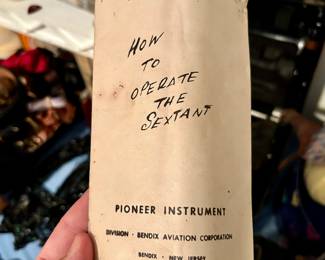 HOW
TO
OPERATE
THE
SEXTANT
PIONEER INSTRUMENT
DIVISION · BENDIX AVIATION CORPORATION
BENDIX · NEW JERSEY